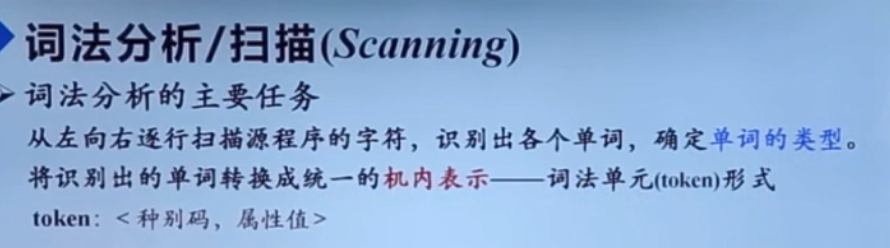 词法分析/扫描(Scanning)
词法分析的主要任务
从左向右逐行扫描源程序的字符，识别出各个单词，确定单词的类型。
将识别出的单词转换成统一的机内表示——词法单元(token)形式
token：<种别码，属性值>